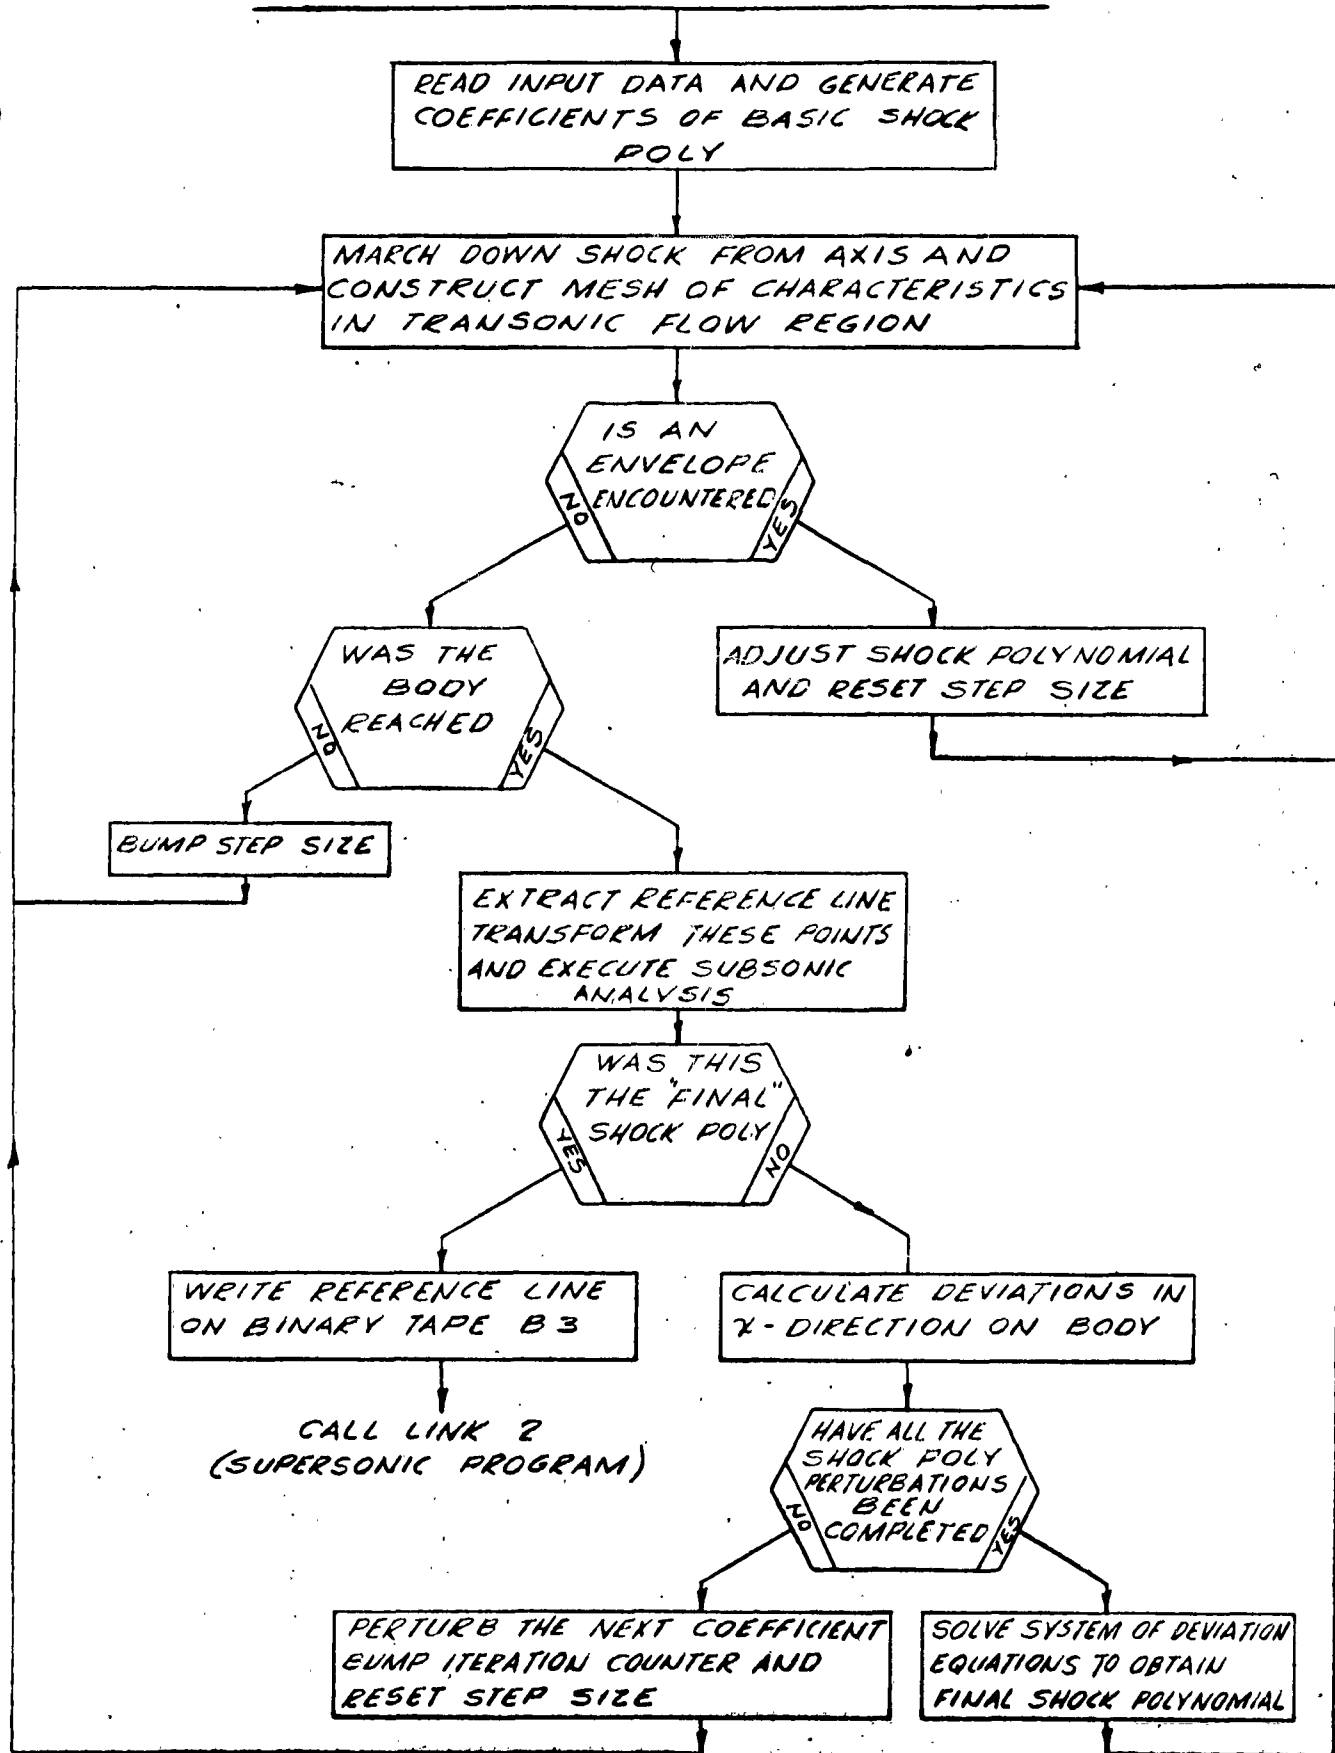 READ INPUT DATA AND GENERATE
COEFFICIENTS OF BASIC SHOCK
POLY
MARCH DOWN SHOCK FROM AXIS AND
CONSTRUCT MESH OF CHARACTERISTICS
IN TRANSONIC FLOW REGION
IS AN
ENVELOPE
ENCOUNTERED
NO
YES
WAS THE
BODY
REACHED
NO
YES
ADJUST SHOCK POLYNOMIAL
AND RESET STEP SIZE
BUMP STEP SIZE
EXTRACT REFERENCE LINE
TRANSFORM THESE POINTS
AND EXECUTE SUBSONIC
ANALYSIS
WAS THIS
THE "FINAL"
SHOCK POLY
YES
NO
WRITE REFERENCE LINE
ON BINARY TAPE B3
CALCULATE DEVIATIONS IN
X-DIRECTION ON BODY
CALL LINK 2
(SUPERSONIC PROGRAM)
HAVE ALL THE
SHOCK POLY
PERTURBATIONS
BEEN
COMPLETED
NO
YES
PERTURB THE NEXT COEFFICIENT
BUMP ITERATION COUNTER AND
RESET STEP SIZE
SOLVE SYSTEM OF DEVIATION
EQUATIONS TO OBTAIN
FINAL SHOCK POLYNOMIAL